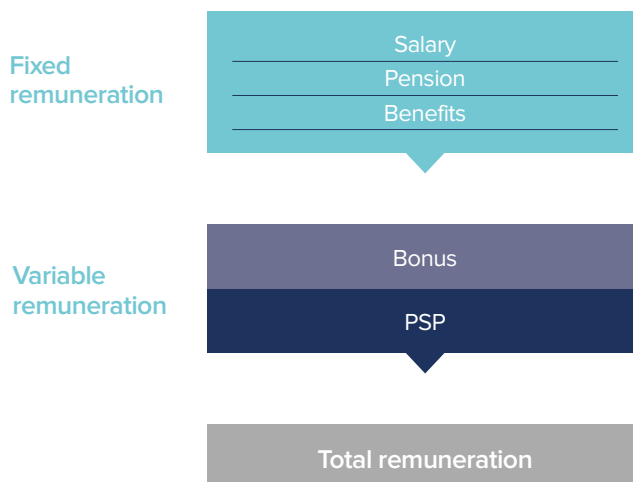 Fixed
remuneration
Salary
Pension
Benefits
Variable
remuneration
Bonus
PSP
Total remuneration